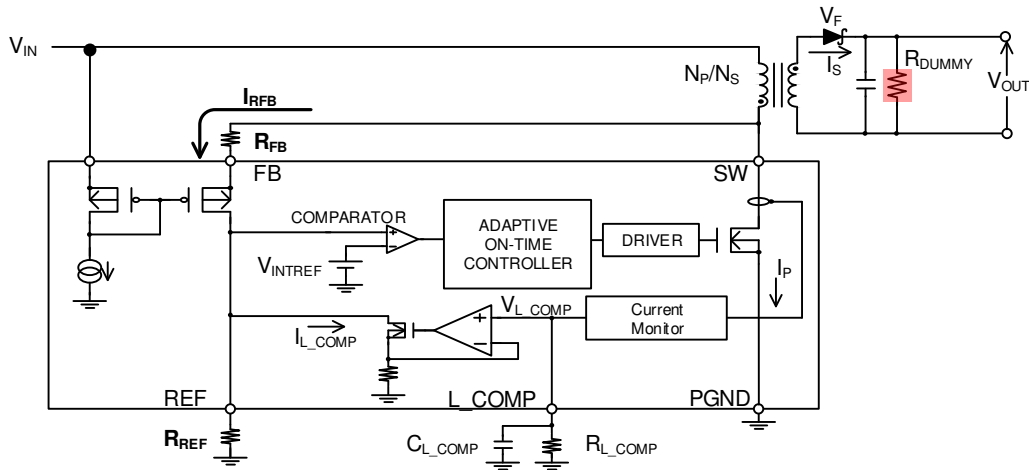 V_F
V_IN
I_S
R_DUMMY
N_P/N_S
V_OUT
I_RFB
R_FB
FB
SW
COMPARATOR
ADAPTIVE
ON-TIME
CONTROLLER
DRIVER
V_INTREF
I_P
V_L_COMP
Current
Monitor
I_L_COMP
REF
L_COMP
PGND
R_REF
C_L_COMP
R_L_COMP